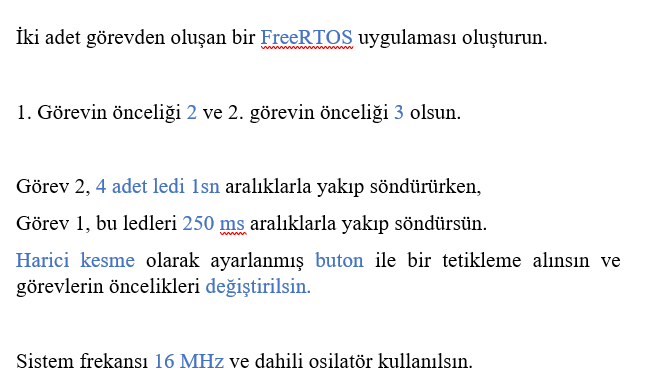 İki adet görevden oluşan bir FreeRTOS uygulaması oluşturun.
1. Görevin önceliği 2 ve 2. görevin önceliği 3 olsun.
Görev 2, 4 adet ledi 1sn aralıklarla yakıp söndürürken,
Görev 1, bu ledleri 250 ms aralıklarla yakıp söndürsün.
Harici kesme olarak ayarlanmış buton ile bir tetikleme alınsın ve
görevlerin öncelikleri değiştirilsin.
Sistem frekansı 16 MHz ve dahili osilatör kullanılsın.